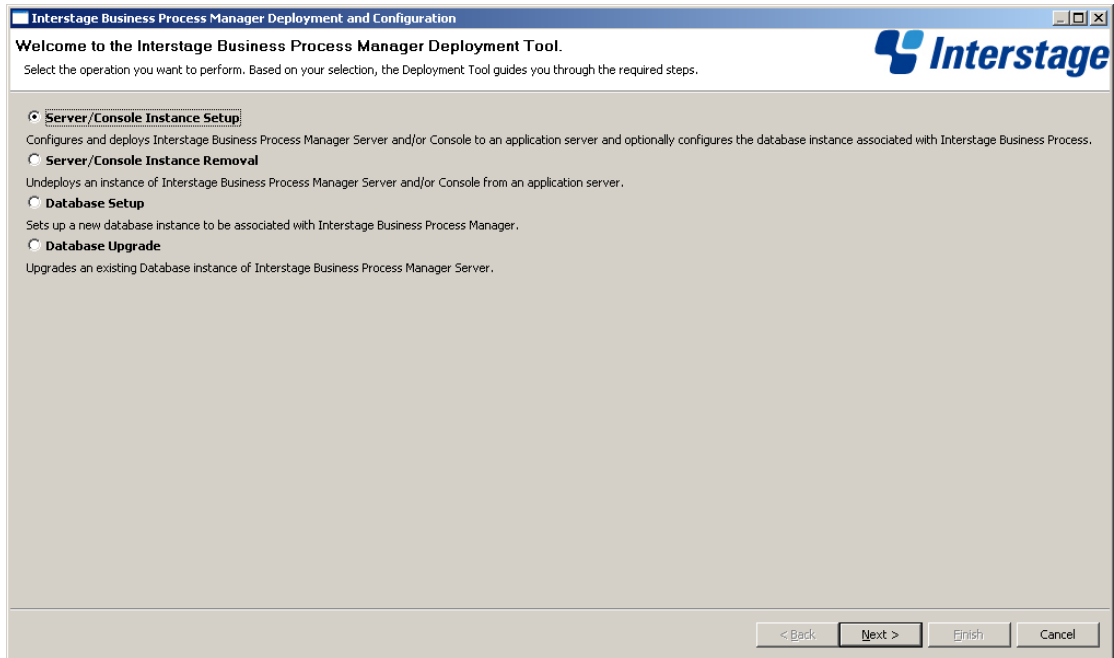 Interstage Business Process Manager Deployment and Configuration
Welcome to the Interstage Business Process Manager Deployment Tool.
Select the operation you want to perform. Based on your selection, the Deployment Tool guides you through the required steps.
Interstage
Server/Console Instance Setup
Configures and deploys Interstage Business Process Manager Server and/or Console to an application server and optionally configures the database instance associated with Interstage Business Process.
Server/Console Instance Removal
Undeploys an instance of Interstage Business Process Manager Server and/or Console from an application server.
Database Setup
Sets up a new database instance to be associated with Interstage Business Process Manager.
Database Upgrade
Upgrades an existing Database instance of Interstage Business Process Manager Server.
< Back Next > Finish Cancel